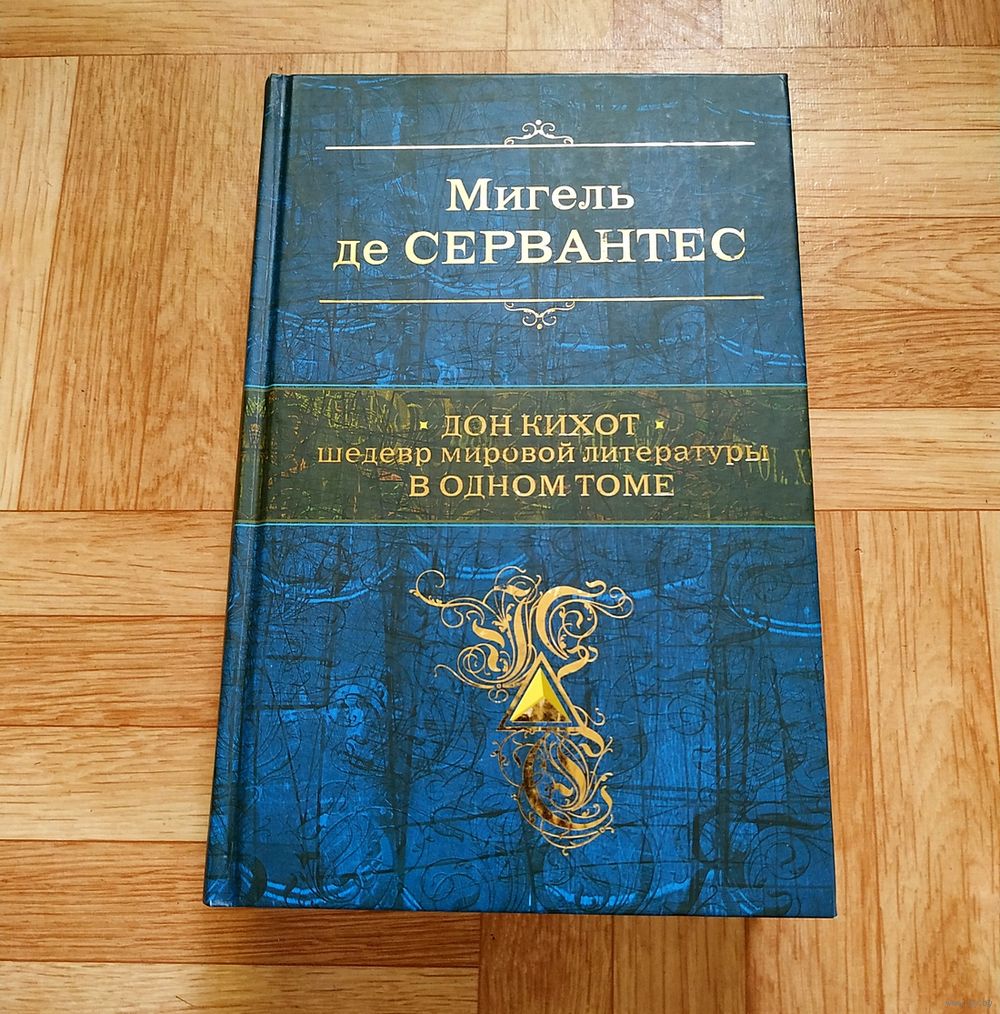 Мигель
де СЕРВАНТЕС
ДОН КИХОТ
шедевр мировой литературы
В ОДНОМ ТОМЕ